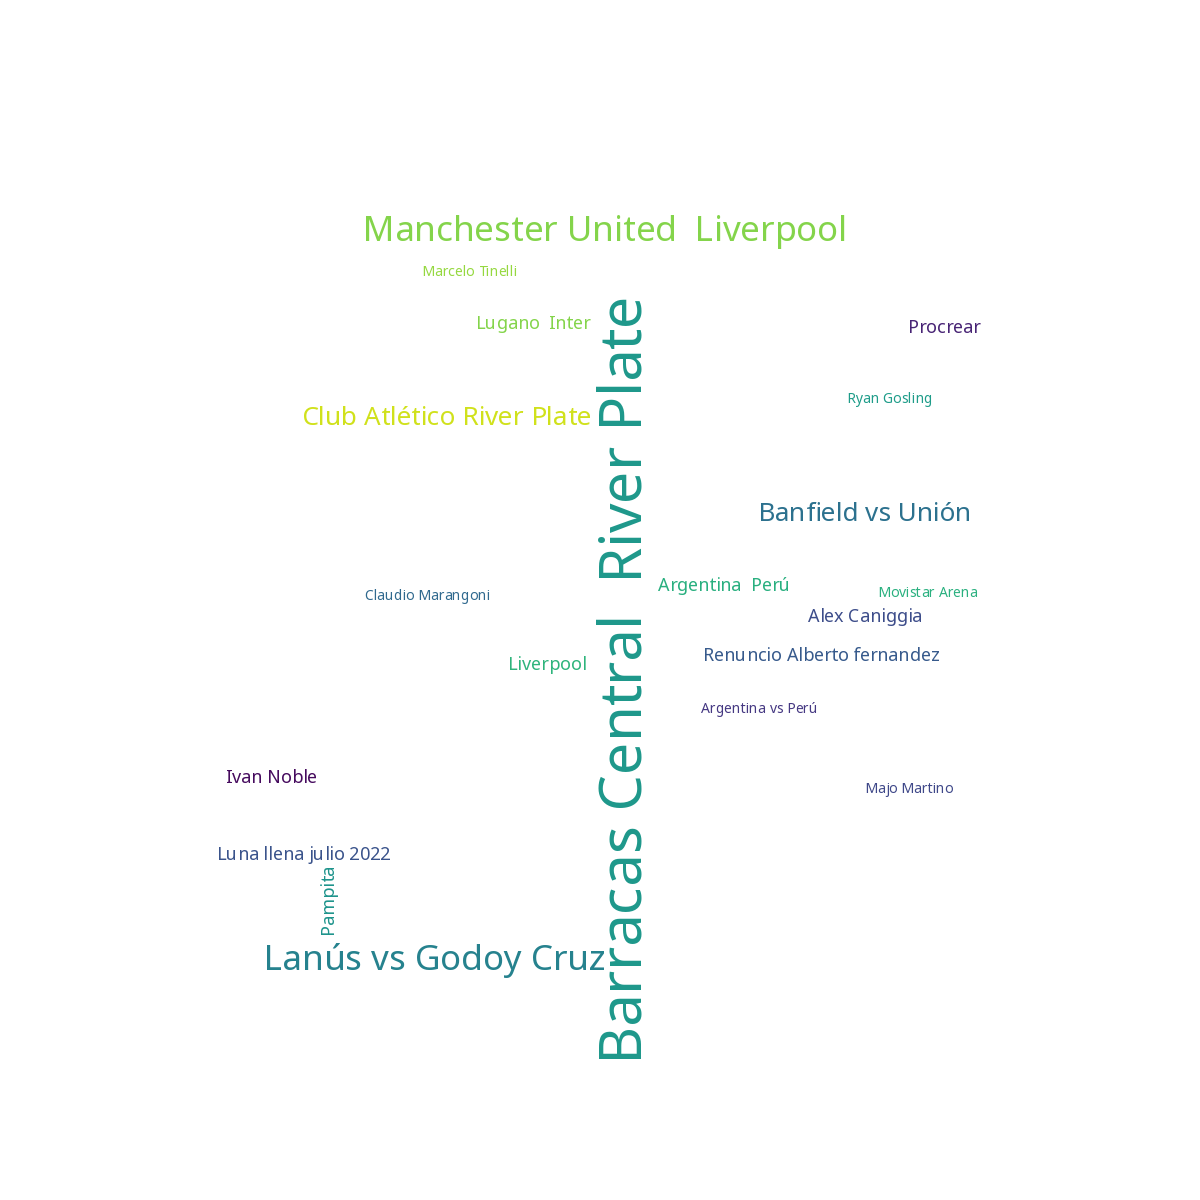 Manchester United  Liverpool
Marcelo Tinelli
Lugano  Inter
Procrear
Ryan Gosling
Club Atlético River Plate
Barracas Central  River Plate
Banfield vs Unión
Argentina  Perú
Movistar Arena
Claudio Marangoni
Alex Caniggia
Renuncio Alberto fernandez
Liverpool
Argentina vs Perú
Ivan Noble
Majo Martino
Luna llena julio 2022
Pampita
Lanús vs Godoy Cruz